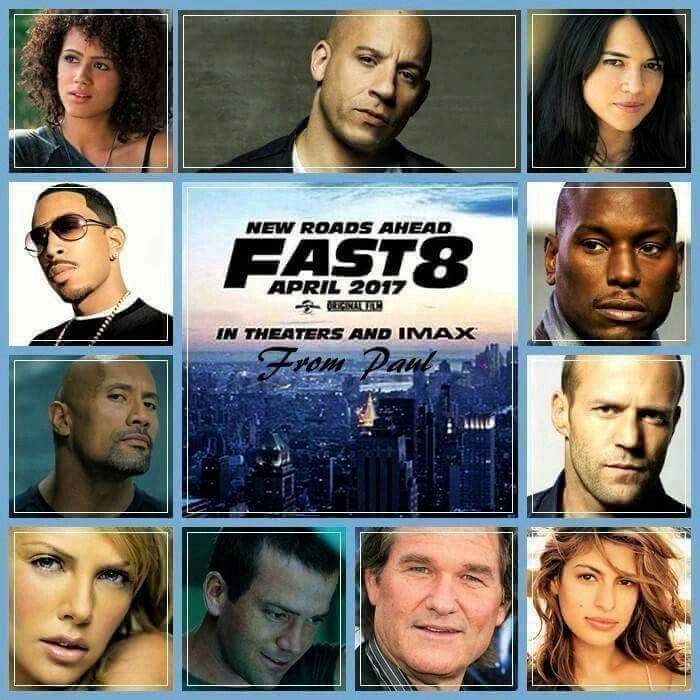 NEW ROADS AHEAD
FAST8
APRIL 2017
ORIGINAL FILM
IN THEATERS AND IMAX
From Paul